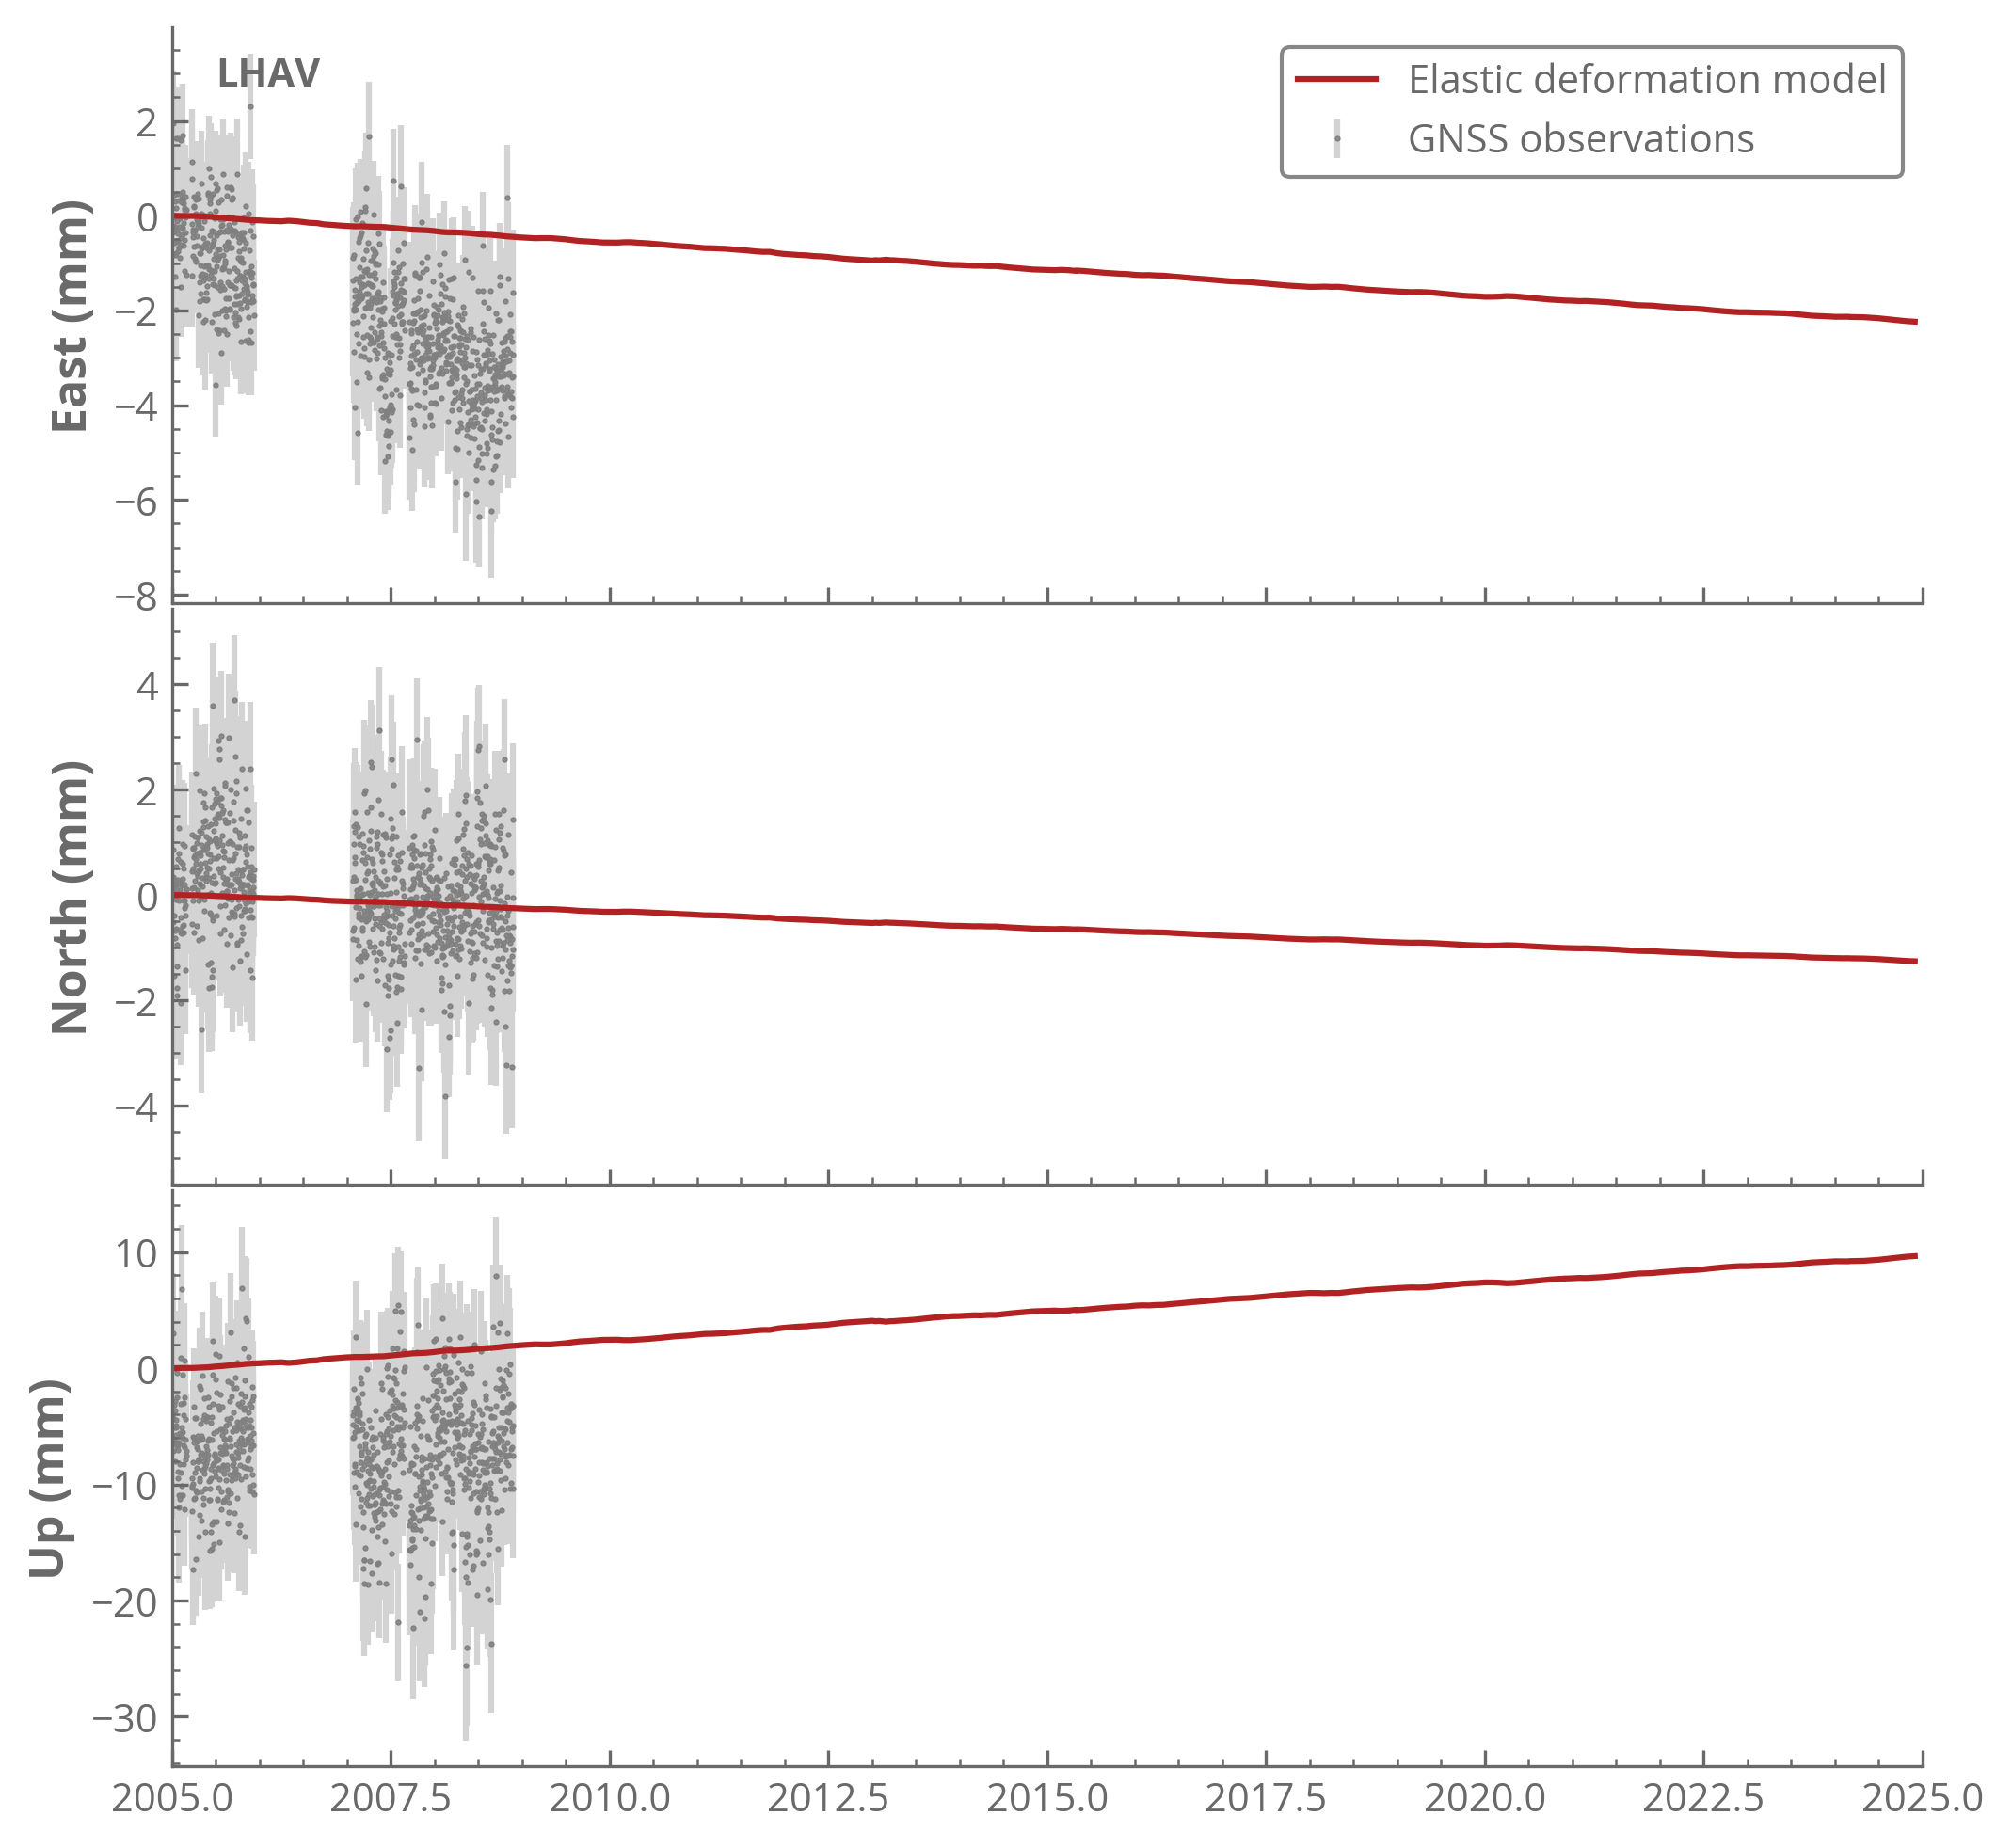 LHAV
Elastic deformation model
GNSS observations
East (mm)
2
0
−2
−4
−6
−8
North (mm)
4
2
0
−2
−4
Up (mm)
10
0
−10
−20
−30
2005.0 2007.5 2010.0 2012.5 2015.0 2017.5 2020.0 2022.5 2025.0